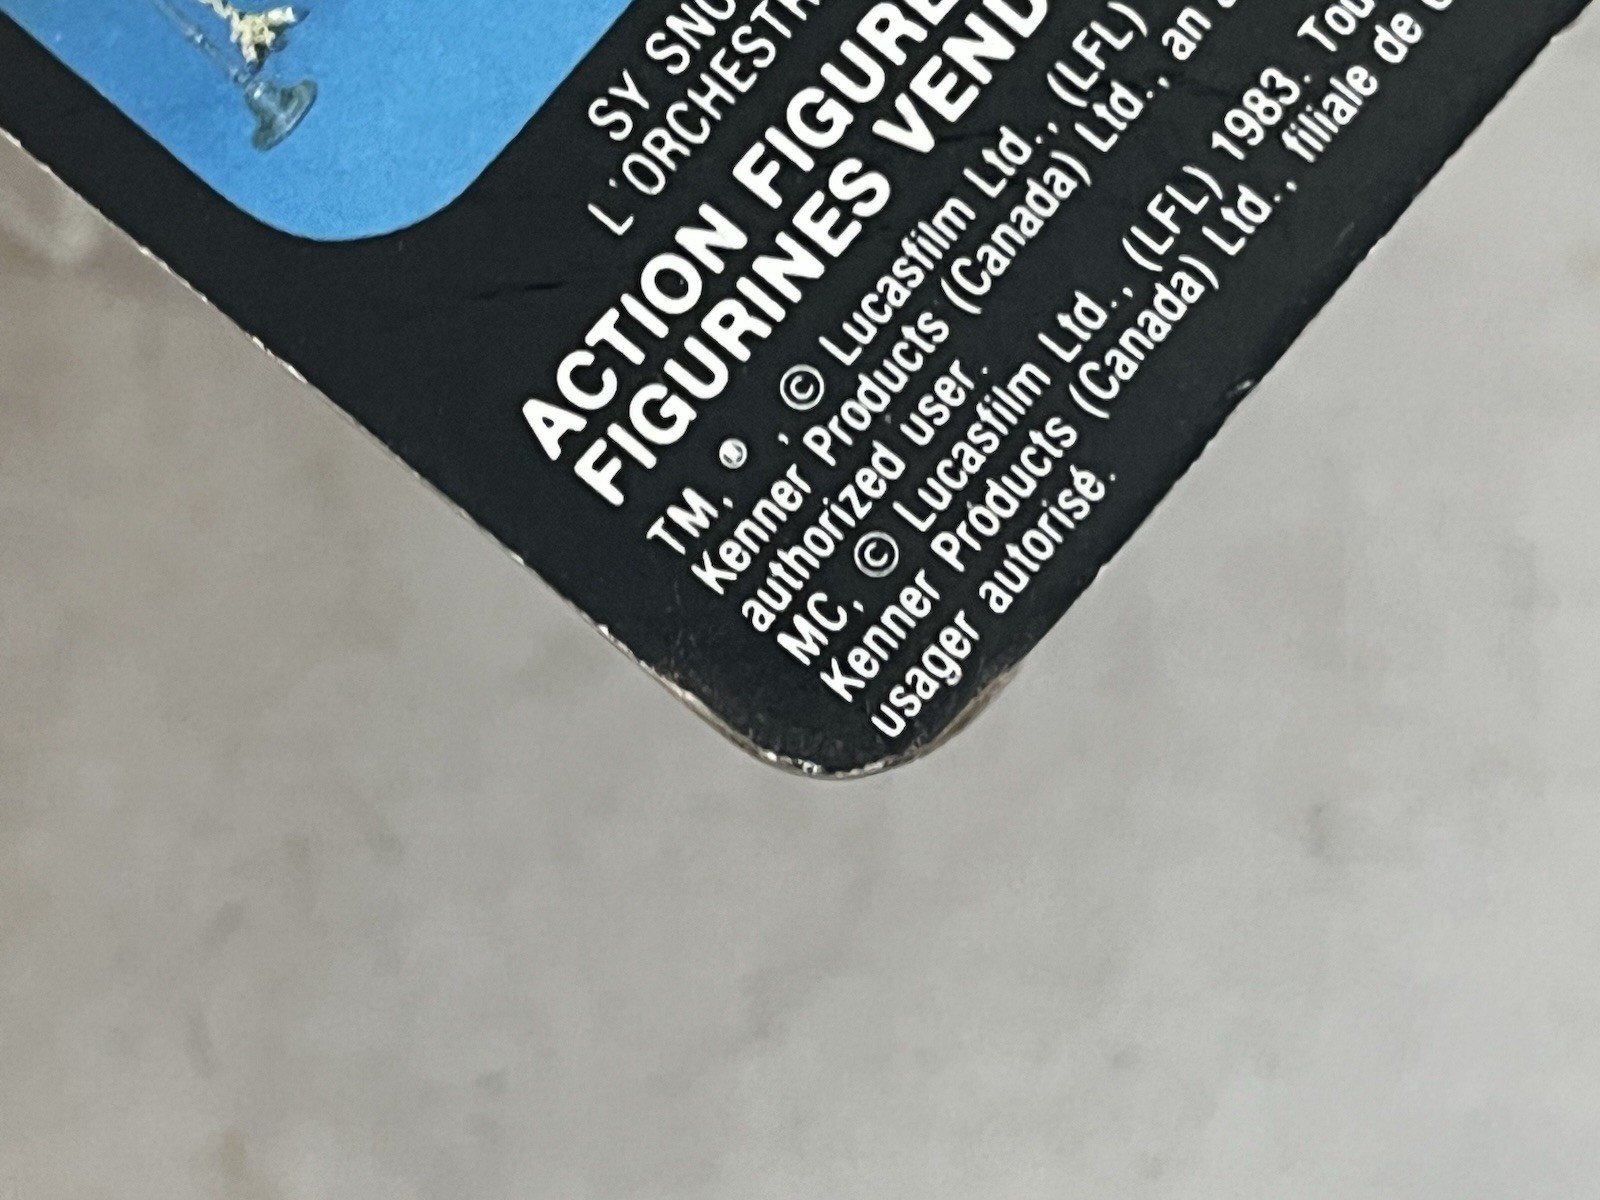 SY
L'ORCHESTR
ACTION FIGURE
FIGURINES VEND
TM, ®, © Lucasfilm Ltd., (LFL)
Kenner Products (Canada) Ltd., an
authorized user.
MC, © Lucasfilm Ltd., (LFL) 1983. Tou
Kenner Products (Canada) Ltd., filiale de
usager autorisé.